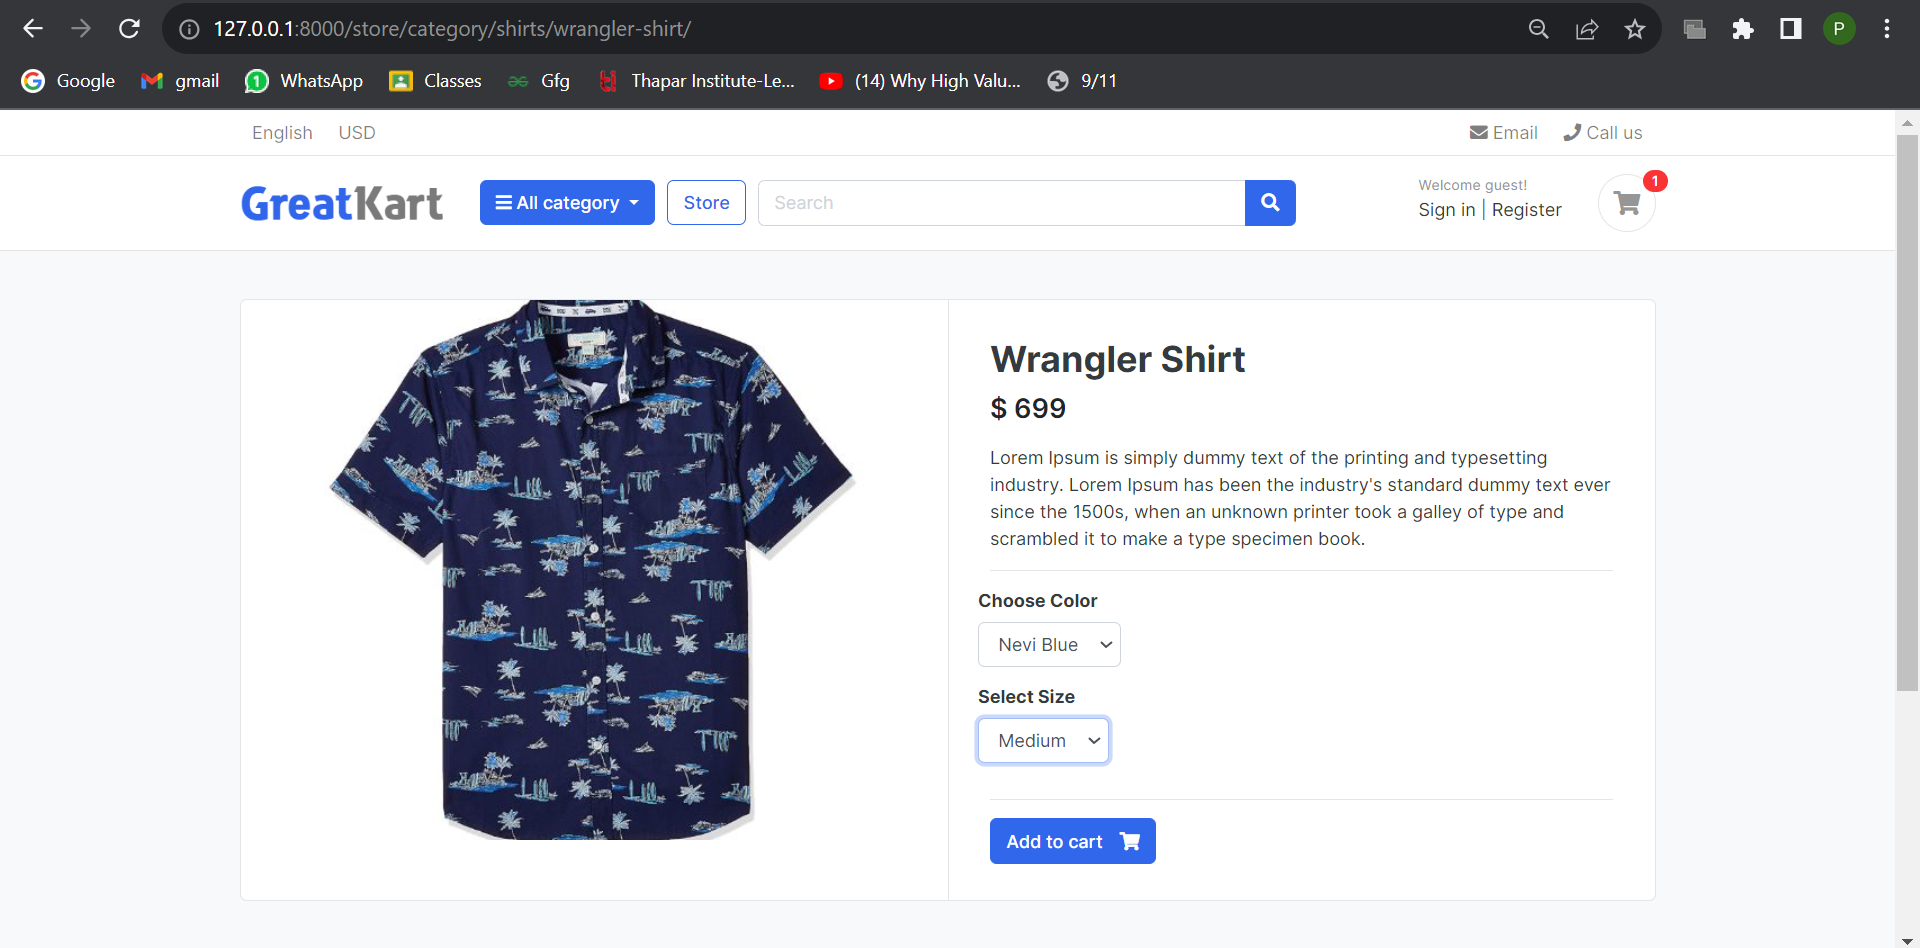 127.0.0.1:8000/store/category/shirts/wrangler-shirt/
P
Google gmail 1 WhatsApp Classes Gfg Thapar Institute-Le... (14) Why High Valu... 9/11
English USD Email Call us
GreatKart All category Store Search Welcome guest! 1
Sign in | Register
Wrangler Shirt
$ 699
Lorem Ipsum is simply dummy text of the printing and typesetting
industry. Lorem Ipsum has been the industry's standard dummy text ever
since the 1500s, when an unknown printer took a galley of type and
scrambled it to make a type specimen book.
Choose Color
Nevi Blue
Select Size
Medium
Add to cart